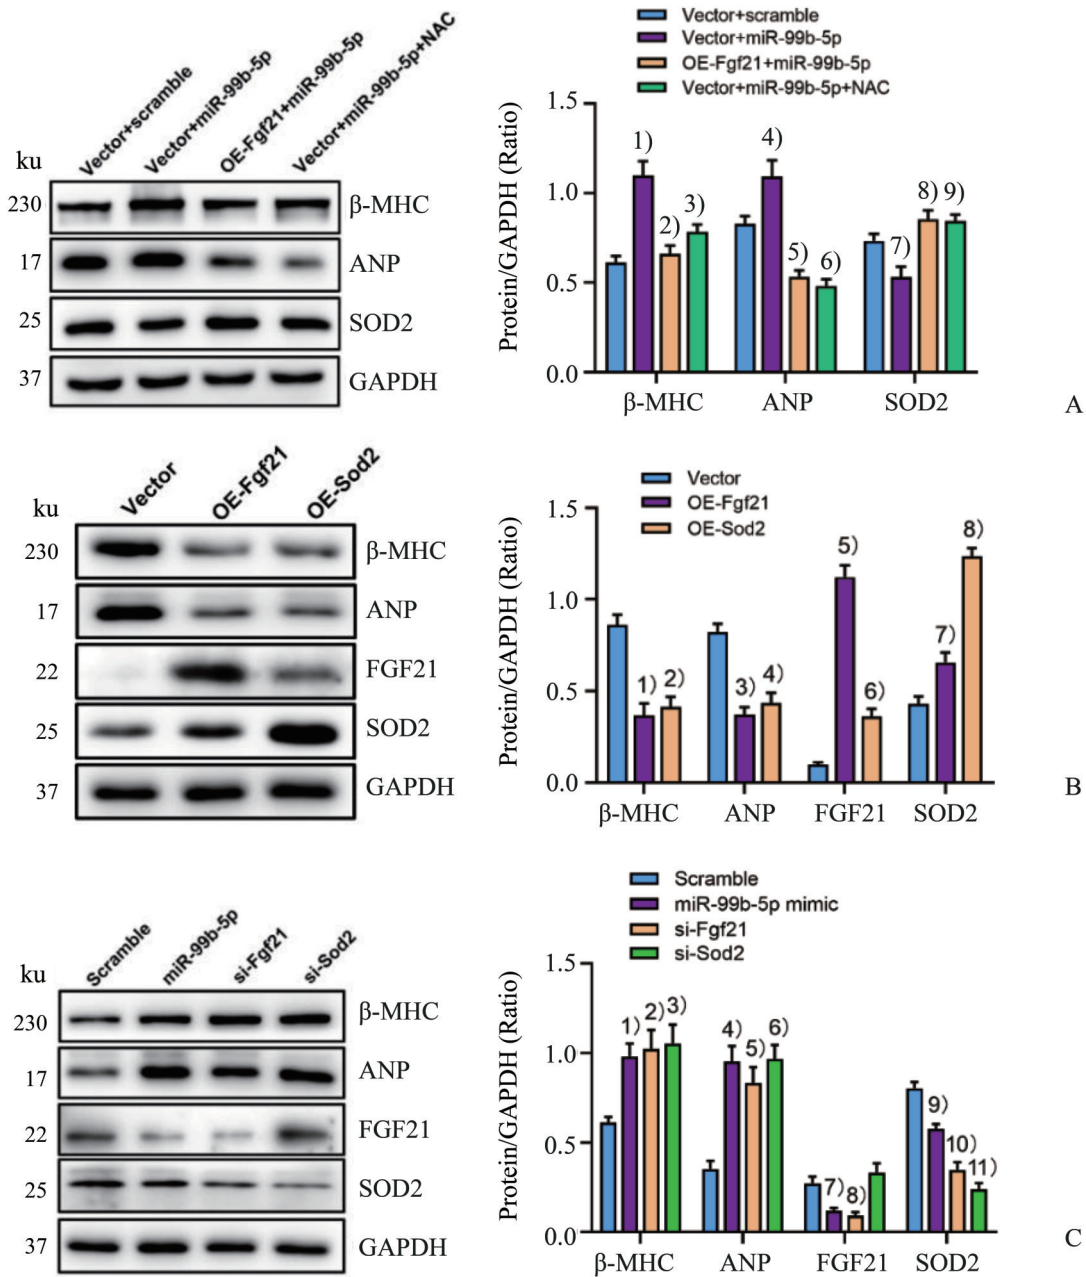 Vector+scramble
Vector+miR-99b-5p
OE-Fgf21+miR-99b-5p
Vector+miR-99b-5p+NAC
ku
230
β-MHC
17
ANP
25
SOD2
37
GAPDH
Vector+scramble
Vector+miR-99b-5p
OE-Fgf21+miR-99b-5p
Vector+miR-99b-5p+NAC
Protein/GAPDH (Ratio)
1.5
1.0
0.5
0.0
1) 2) 3) 4) 5) 6) 7) 8) 9)
β-MHC ANP SOD2
A
Vector
OE-Fgf21
OE-Sod2
ku
230
β-MHC
17
ANP
22
FGF21
25
SOD2
37
GAPDH
Vector
OE-Fgf21
OE-Sod2
Protein/GAPDH (Ratio)
1.5
1.0
0.5
0.0
1) 2) 3) 4) 5) 6) 7) 8)
β-MHC ANP FGF21 SOD2
B
Scramble
miR-99b-5p
si-Fgf21
si-Sod2
ku
230
β-MHC
17
ANP
22
FGF21
25
SOD2
37
GAPDH
Scramble
miR-99b-5p mimic
si-Fgf21
si-Sod2
Protein/GAPDH (Ratio)
1.5
1.0
0.5
0.0
1) 2) 3) 4) 5) 6) 7) 8) 9) 10) 11)
β-MHC ANP FGF21 SOD2
C